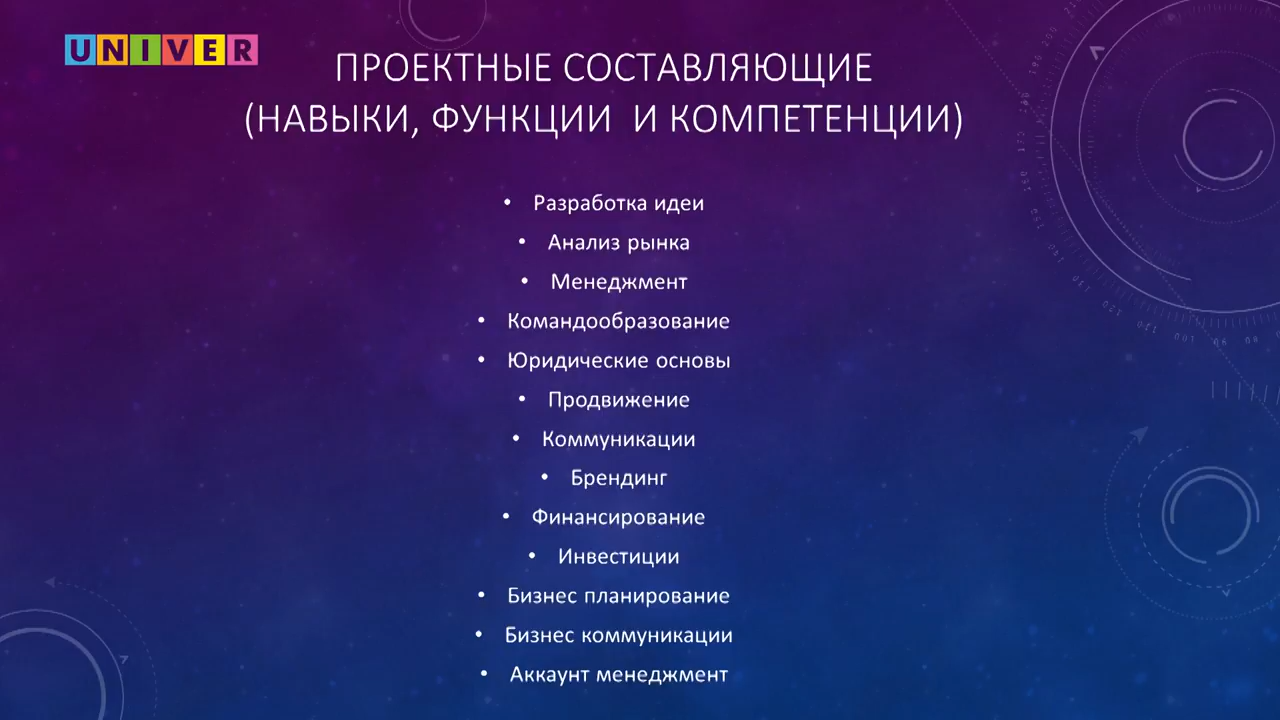 UNIVER
ПРОЕКТНЫЕ СОСТАВЛЯЮЩИЕ
(НАВЫКИ, ФУНКЦИИ И КОМПЕТЕНЦИИ)
• Разработка идеи
• Анализ рынка
• Менеджмент
• Командообразование
• Юридические основы
• Продвижение
• Коммуникации
• Брендинг
• Финансирование
• Инвестиции
• Бизнес планирование
• Бизнес коммуникации
• Аккаунт менеджмент